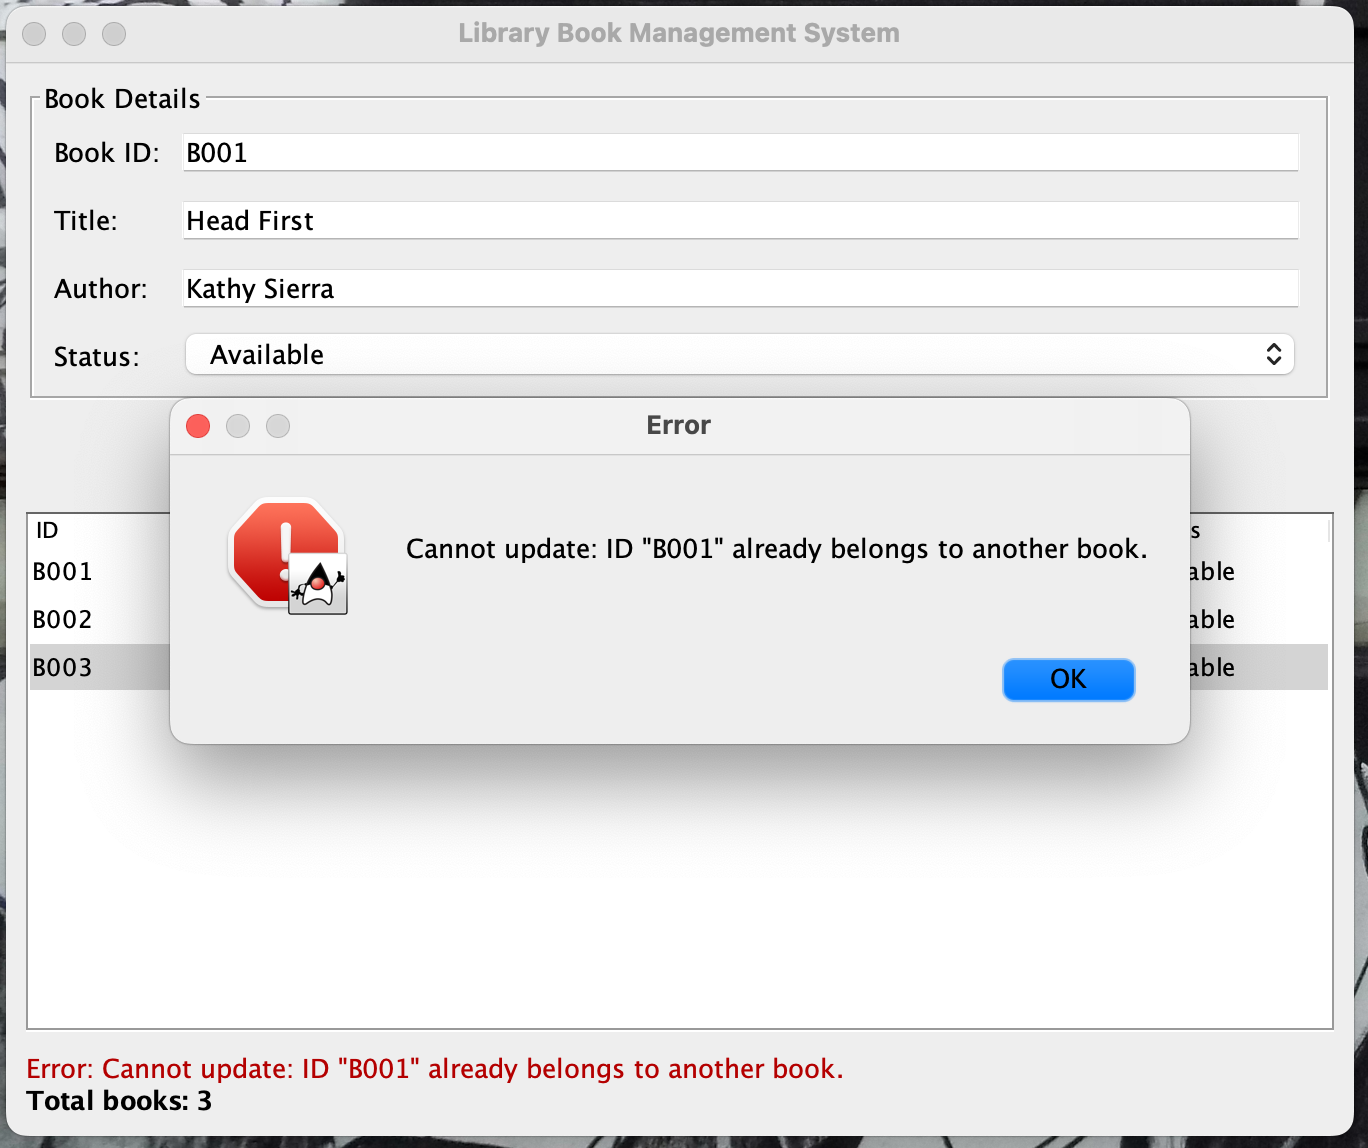 Library Book Management System
Book Details
Book ID: B001
Title: Head First
Author: Kathy Sierra
Status: Available
Error
Cannot update: ID "B001" already belongs to another book.
OK
ID
B001
B002
B003
Error: Cannot update: ID "B001" already belongs to another book.
Total books: 3